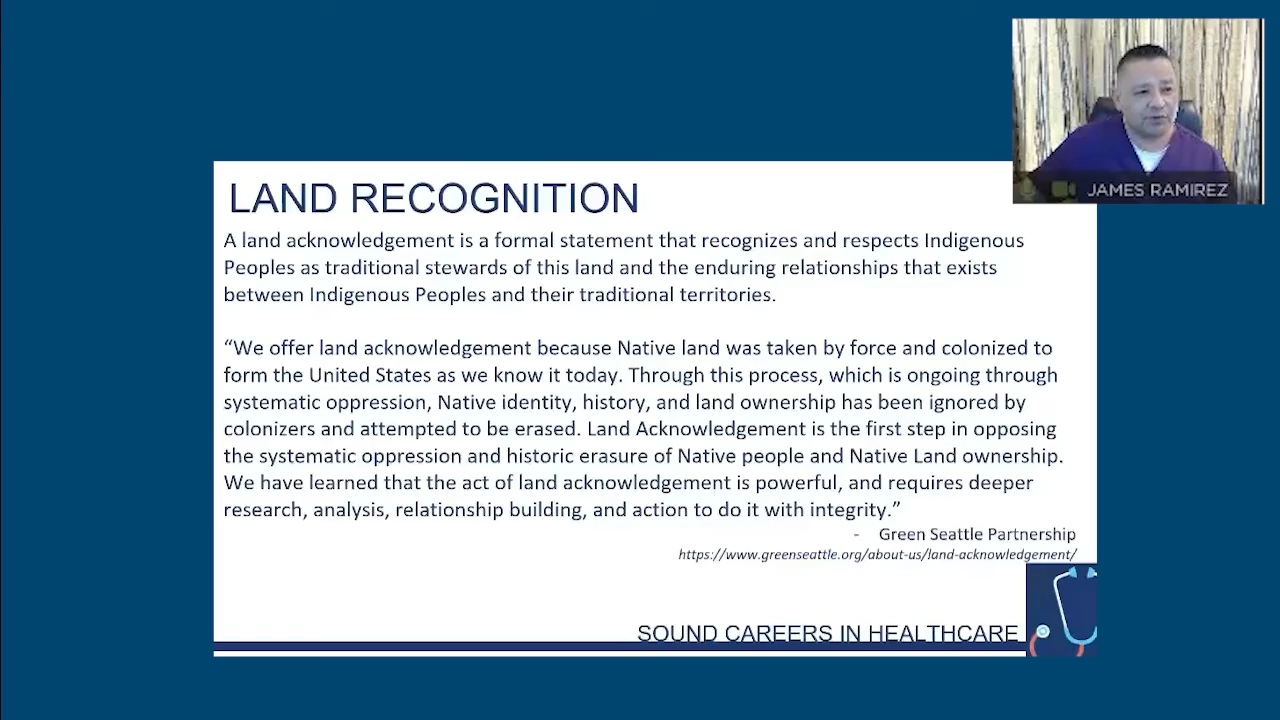 JAMES RAMIREZ
LAND RECOGNITION
A land acknowledgement is a formal statement that recognizes and respects Indigenous
Peoples as traditional stewards of this land and the enduring relationships that exists
between Indigenous Peoples and their traditional territories.
“We offer land acknowledgement because Native land was taken by force and colonized to
form the United States as we know it today. Through this process, which is ongoing through
systematic oppression, Native identity, history, and land ownership has been ignored by
colonizers and attempted to be erased. Land Acknowledgement is the first step in opposing
the systematic oppression and historic erasure of Native people and Native Land ownership.
We have learned that the act of land acknowledgement is powerful, and requires deeper
research, analysis, relationship building, and action to do it with integrity.”
- Green Seattle Partnership
https://www.greenseattle.org/about-us/land-acknowledgement/
SOUND CAREERS IN HEALTHCARE